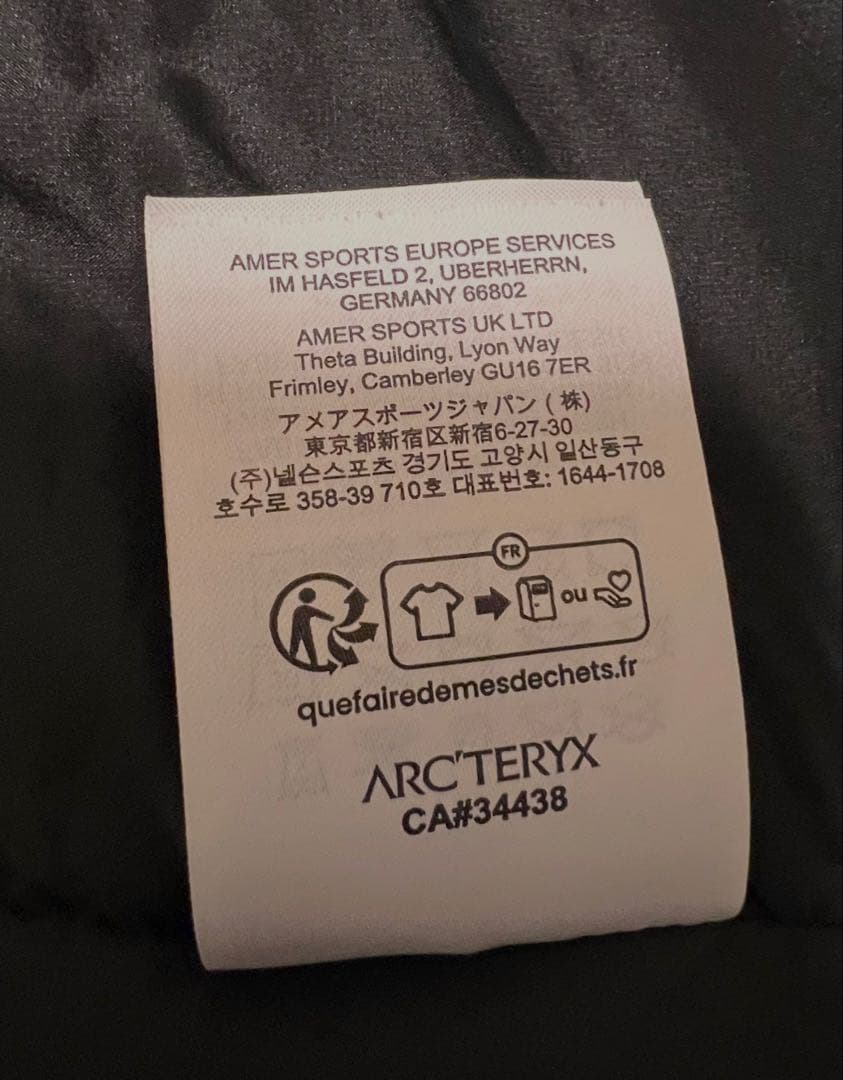 AMER SPORTS EUROPE SERVICES
IM HASFELD 2, UBERHERRN,
GERMANY 66802
AMER SPORTS UK LTD
Theta Building, Lyon Way
Frimley, Camberley GU16 7ER
アメアスポーツジャパン (株)
東京都新宿区新宿6-27-30
(주)넬슨스포츠 경기도 고양시 일산동구
호수로 358-39 710호 대표번호: 1644-1708
FR
ou
quefairedemesdechets.fr
ARC'TERYX
CA#34438